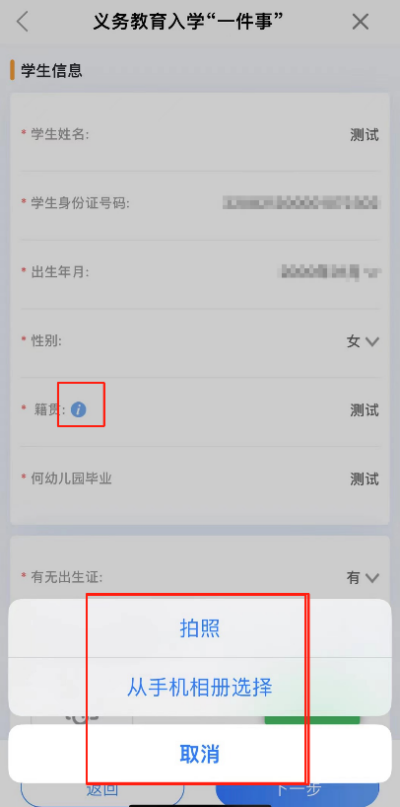 义务教育入学“一件事”
学生信息
* 学生姓名: 测试
* 学生身份证号码:
* 出生年月:
* 性别: 女
* 籍贯: i 测试
* 何幼儿园毕业 测试
* 有无出生证: 有
拍照
从手机相册选择
取消
返回 下一步